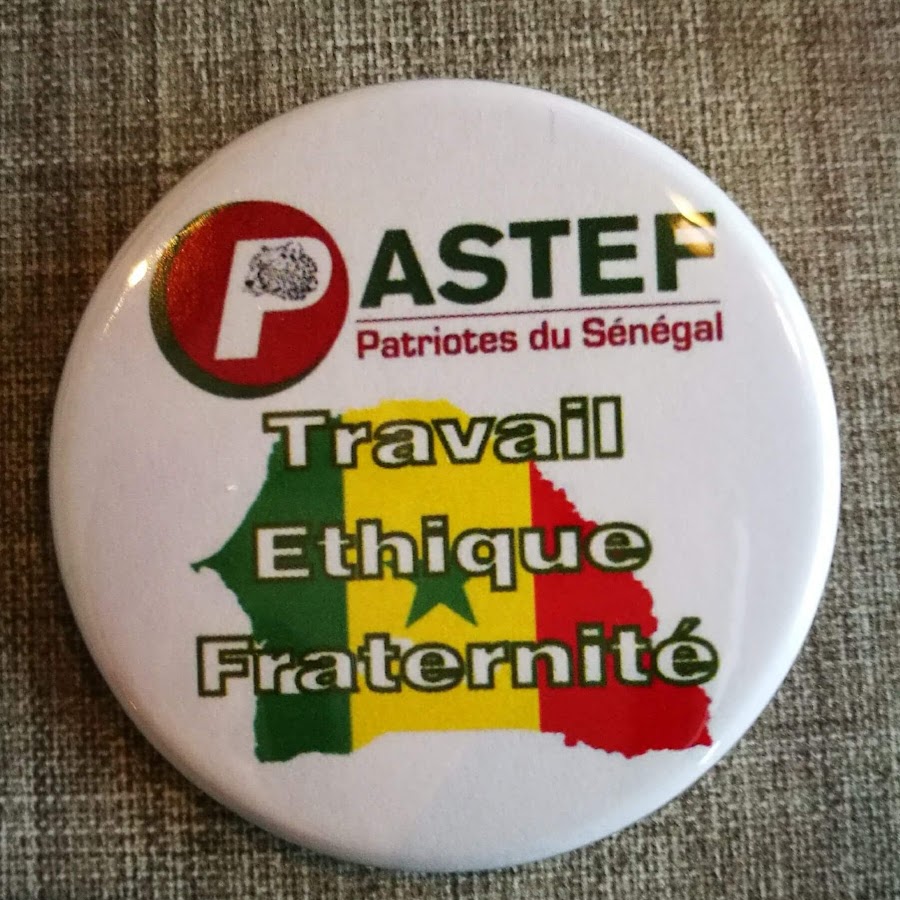 PASTEF
Patriotes du Sénégal
Travail
Ethique
Fraternité